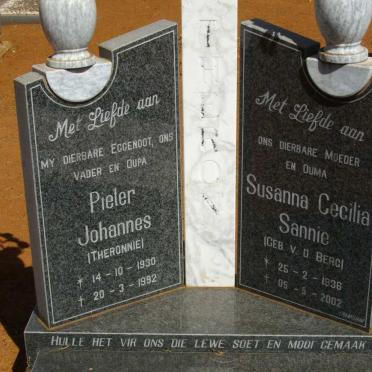 THERON
Met Liefde aan
MY DIERBARE EGGENOOT, ONS
VADER EN OUPA
Pieter
Johannes
(THERONNIE)
* 14 - 10 - 1930
† 20 - 3 - 1992
Met Liefde aan
ONS DIERBARE MOEDER
EN OUMA
Susanna Cecilia
Sannie
(GEB V. D. BERG)
* 25 - 2 - 1936
† 05 - 5 - 2002
HULLE HET VIR ONS DIE LEWE SOET EN MOOI GEMAAK